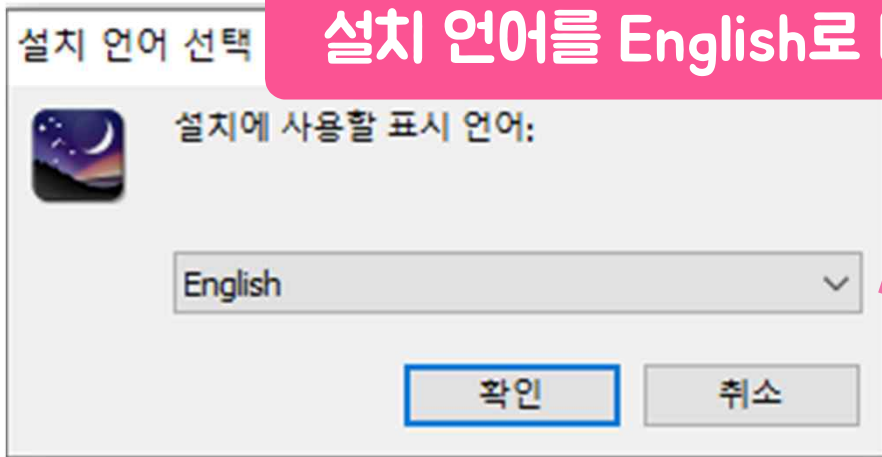 설치 언어 선택
설치 언어를 English로
설치에 사용할 표시 언어:
English
확인
취소